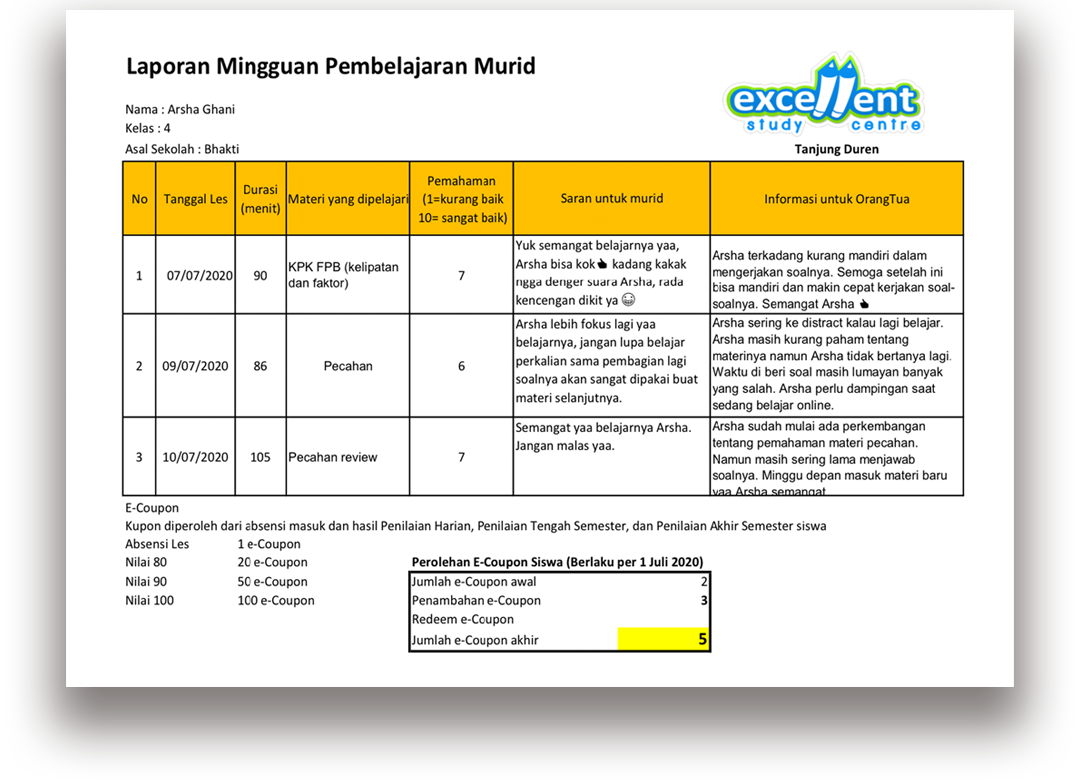 Laporan Mingguan Pembelajaran Murid
excellent
study centre
Nama : Arsha Ghani
Kelas : 4
Asal Sekolah : Bhakti
Tanjung Duren
No
Tanggal Les
Durasi
(menit)
Materi yang dipelajari
Pemahaman
(1=kurang baik
10= sangat baik)
Saran untuk murid
Informasi untuk OrangTua
1
07/07/2020
90
KPK FPB (kelipatan
dan faktor)
7
Yuk semangat belajarnya yaa,
Arsha bisa kok👍 kadang kakak
ngga denger suara Arsha, rada
kencengan dikit ya 😀
Arsha terkadang kurang mandiri dalam
mengerjakan soalnya. Semoga setelah ini
bisa mandiri dan makin cepat kerjakan soal-
soalnya. Semangat Arsha 👍
2
09/07/2020
86
Pecahan
6
Arsha lebih fokus lagi yaa
belajarnya, jangan lupa belajar
perkalian sama pembagian lagi
soalnya akan sangat dipakai buat
materi selanjutnya.
Arsha sering ke distract kalau lagi belajar.
Arsha masih kurang paham tentang
materinya namun Arsha tidak bertanya lagi.
Waktu di beri soal masih lumayan banyak
yang salah. Arsha perlu dampingan saat
sedang belajar online.
3
10/07/2020
105
Pecahan review
7
Semangat yaa belajarnya Arsha.
Jangan malas yaa.
Arsha sudah mulai ada perkembangan
tentang pemahaman materi pecahan.
Namun masih sering lama menjawab
soalnya. Minggu depan masuk materi baru
yaa Arsha semangat
E-Coupon
Kupon diperoleh dari absensi masuk dan hasil Penilaian Harian, Penilaian Tengah Semester, dan Penilaian Akhir Semester siswa
Absensi Les 1 e-Coupon
Nilai 80 20 e-Coupon
Nilai 90 50 e-Coupon
Nilai 100 100 e-Coupon
Perolehan E-Coupon Siswa (Berlaku per 1 Juli 2020)
Jumlah e-Coupon awal 2
Penambahan e-Coupon 3
Redeem e-Coupon
Jumlah e-Coupon akhir 5